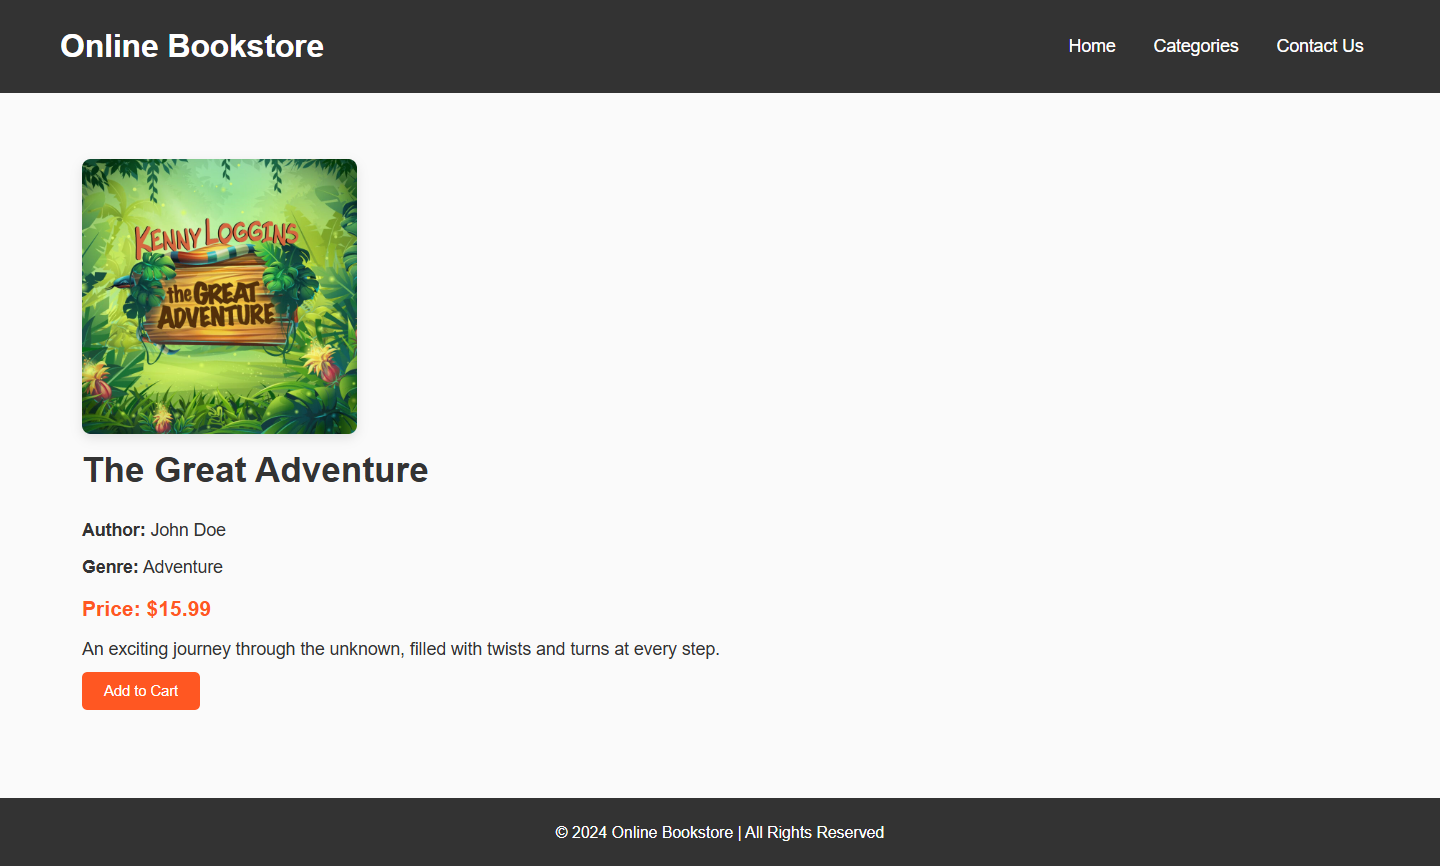 Online Bookstore
Home Categories Contact Us
KENNY LOGGINS
the GREAT
ADVENTURE
The Great Adventure
Author: John Doe
Genre: Adventure
Price: $15.99
An exciting journey through the unknown, filled with twists and turns at every step.
Add to Cart
© 2024 Online Bookstore | All Rights Reserved